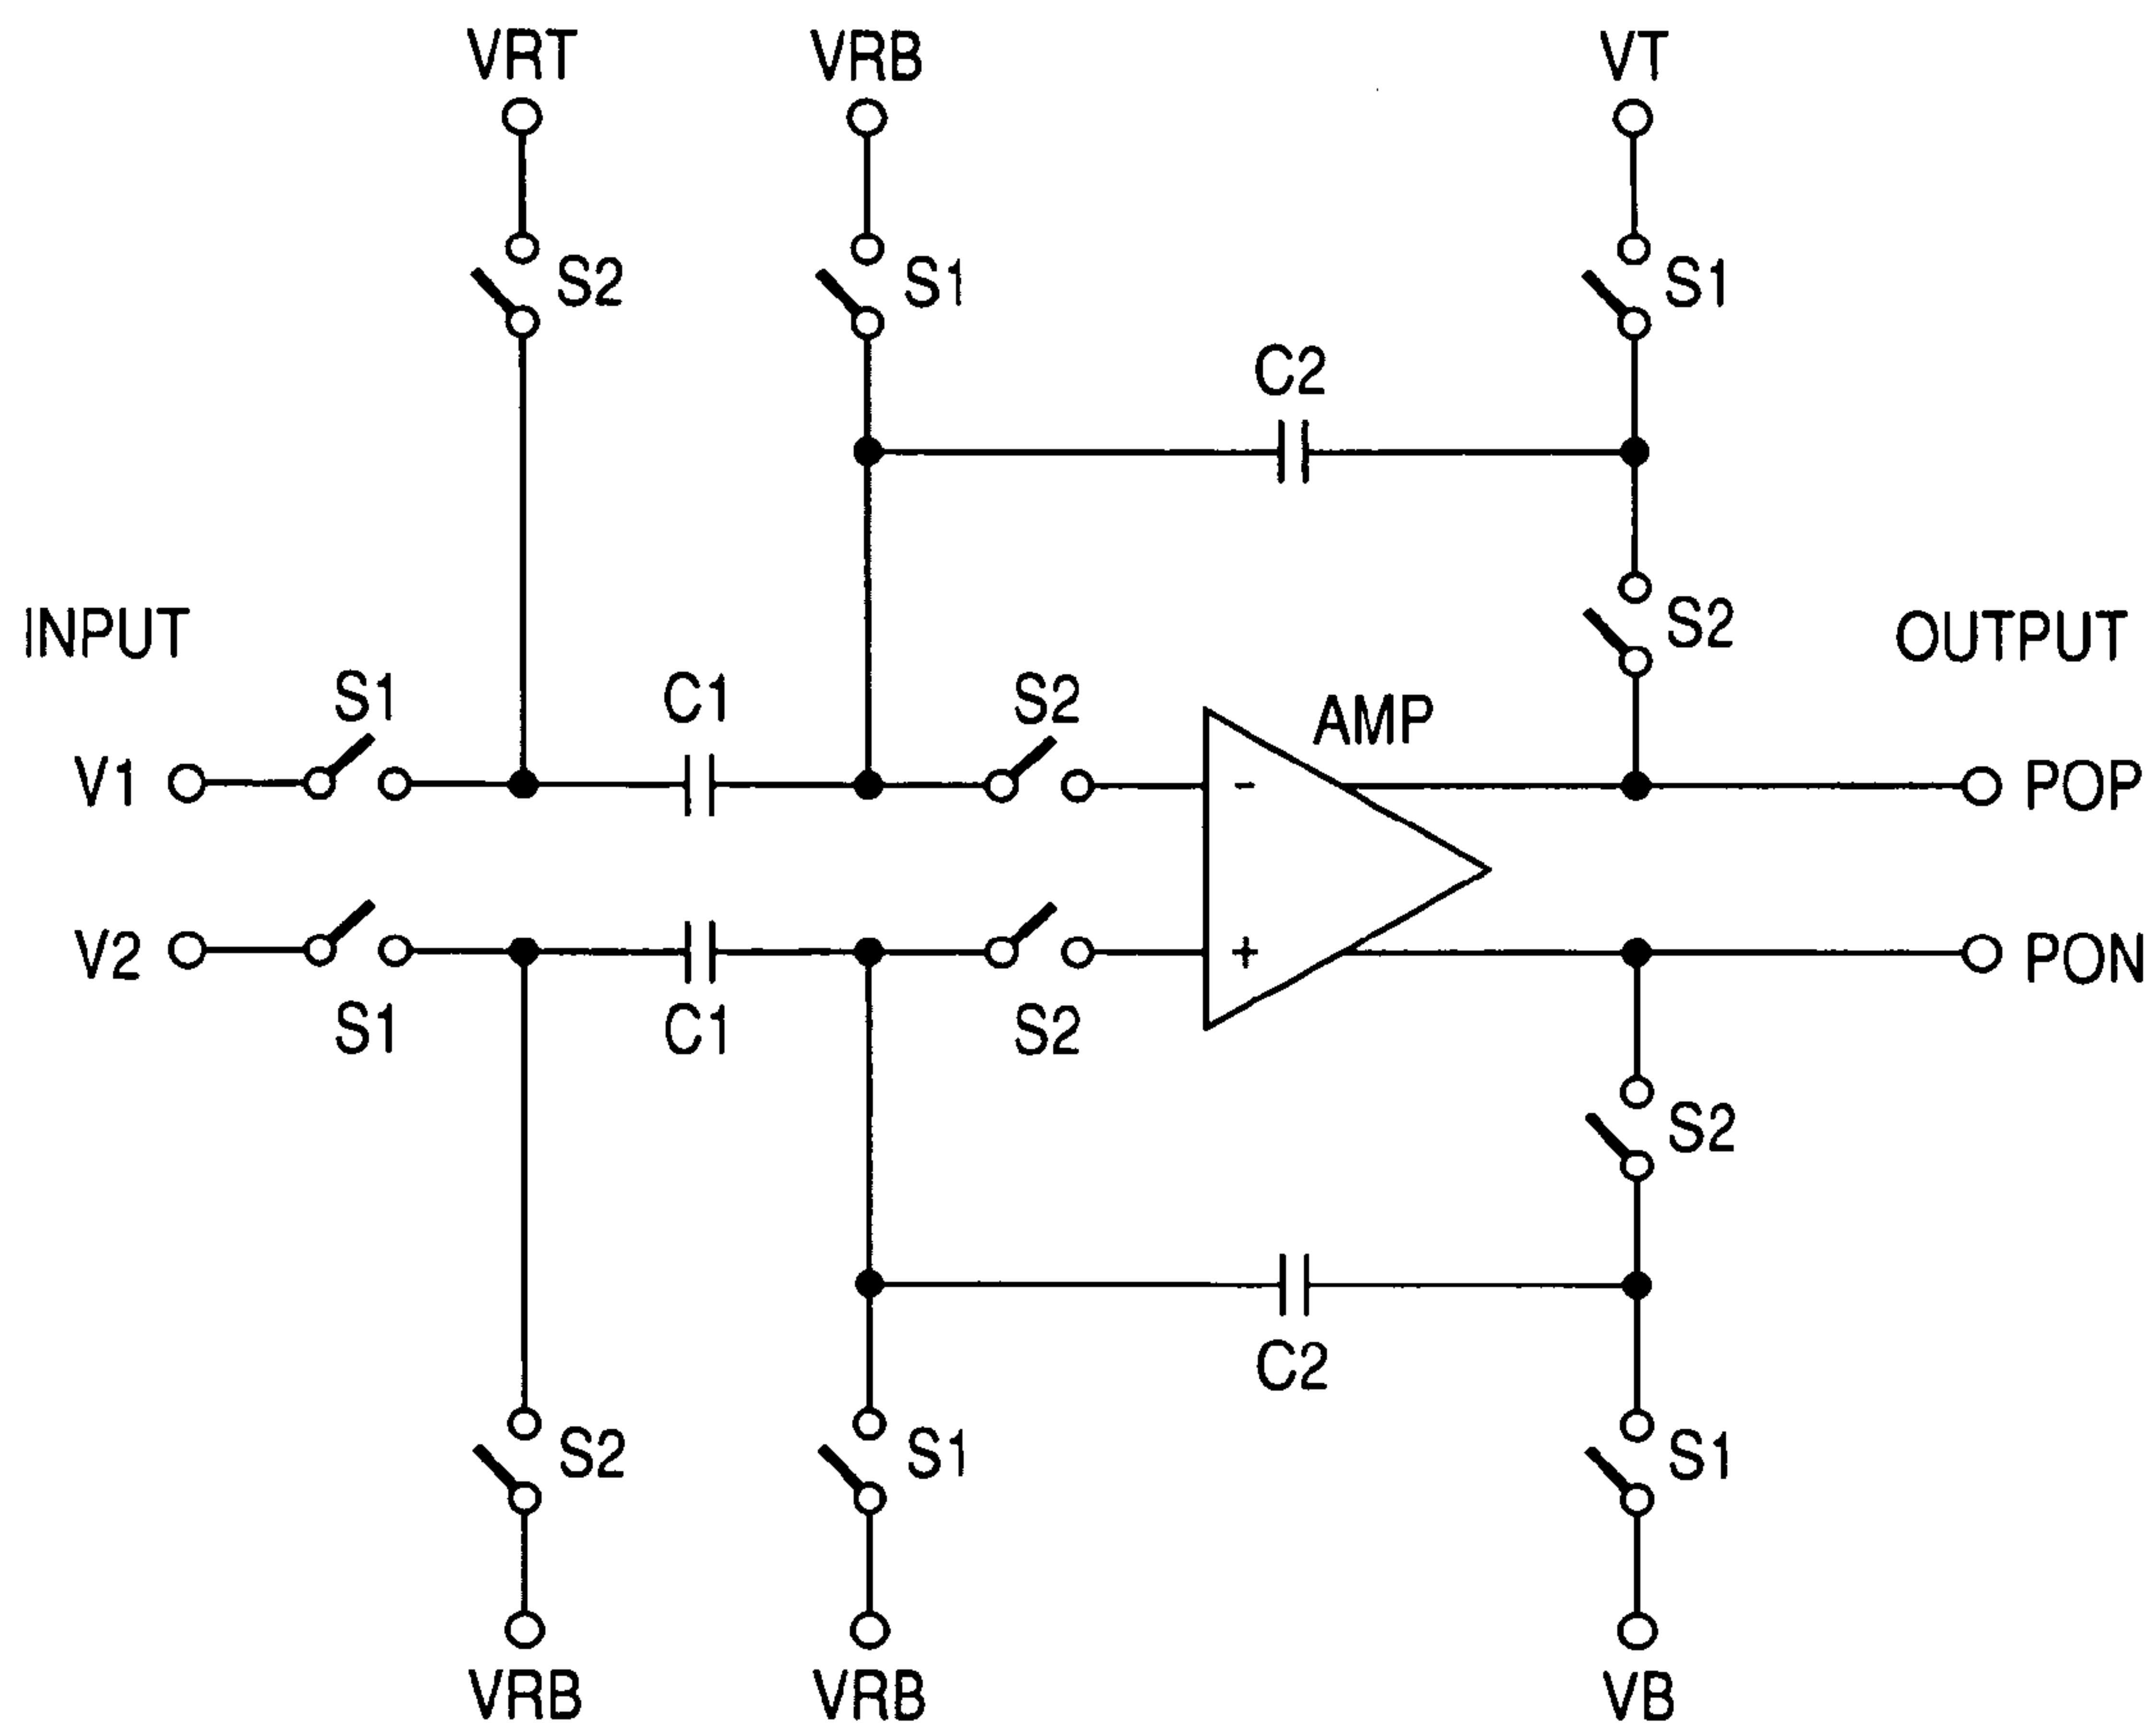 VRT
VRB
VT
S2
S1
S1
C2
INPUT
S2
OUTPUT
S1
C1
S2
AMP
V1
-
POP
V2
+
PON
S1
C1
S2
S2
C2
S2
S1
S1
VRB
VRB
VB